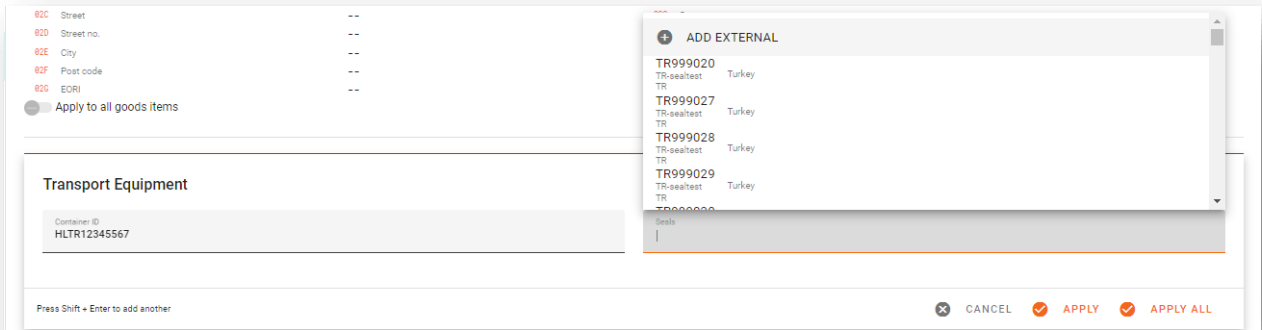 02C Street --
02D Street no. --
02E City --
02F Post code --
02G EORI --
Apply to all goods items
ADD EXTERNAL
TR999020
TR-sealtest Turkey
TR
TR999027
TR-sealtest Turkey
TR
TR999028
TR-sealtest Turkey
TR
TR999029
TR-sealtest Turkey
TR
Transport Equipment
Container ID
HLTR12345567
Seals
Press Shift + Enter to add another
CANCEL APPLY APPLY ALL